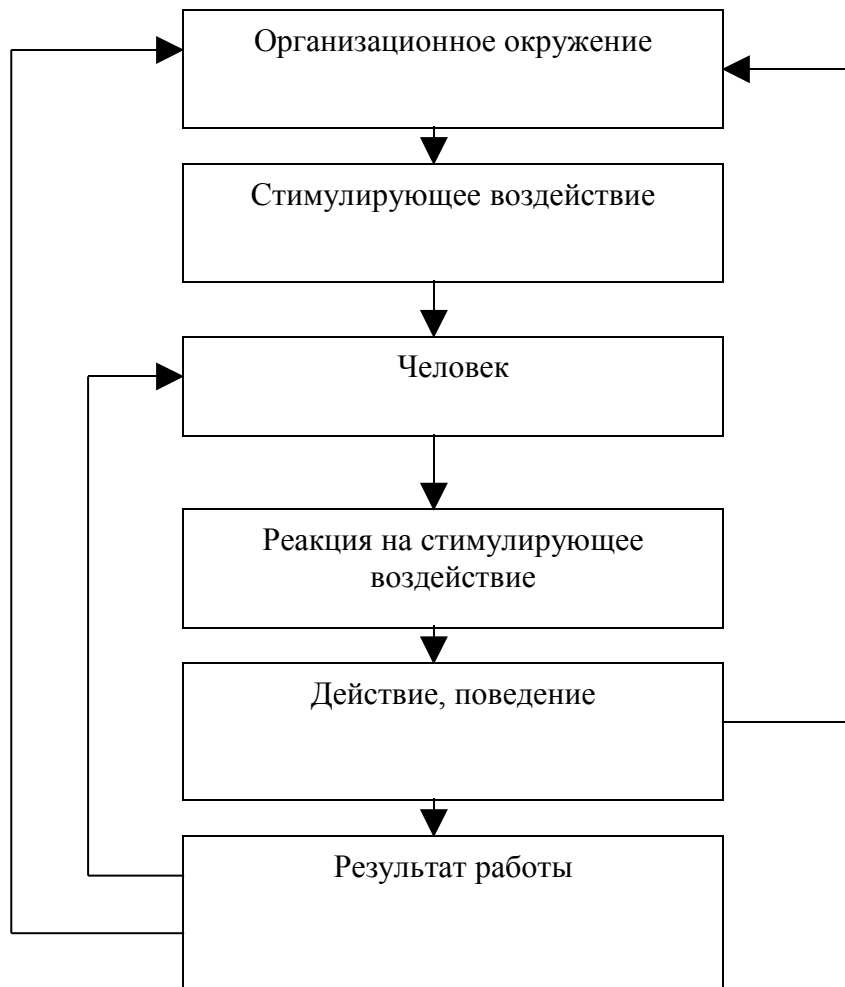 Организационное окружение
Стимулирующее воздействие
Человек
Реакция на стимулирующее
воздействие
Действие, поведение
Результат работы